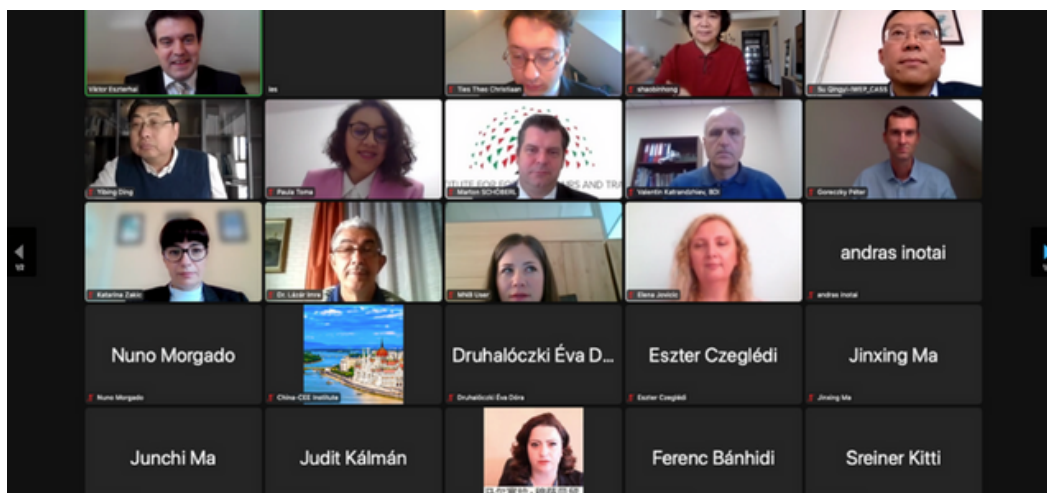 Viktor Eszterhai
ies
Ties Theo Christiaan
shaobinhong
Su Qingyi-IWEP_CASS
Yibing Ding
Paula Toma
Marton SCHÖBERL
Valentin Katrandzhiev, BDI
Goreczky Péter
Katarina Zakic
Dr. Lázár Imre
MNB User
Elena Jovicic
andras inotai
andras inotai
Nuno Morgado
Druhalóczki Éva D...
Eszter Czeglédi
Jinxing Ma
Nuno Morgado
China-CEE Institute
Druhalóczki Éva Dóra
Eszter Czeglédi
Jinxing Ma
Junchi Ma
Judit Kálmán
Ferenc Bánhidi
Sreiner Kitti